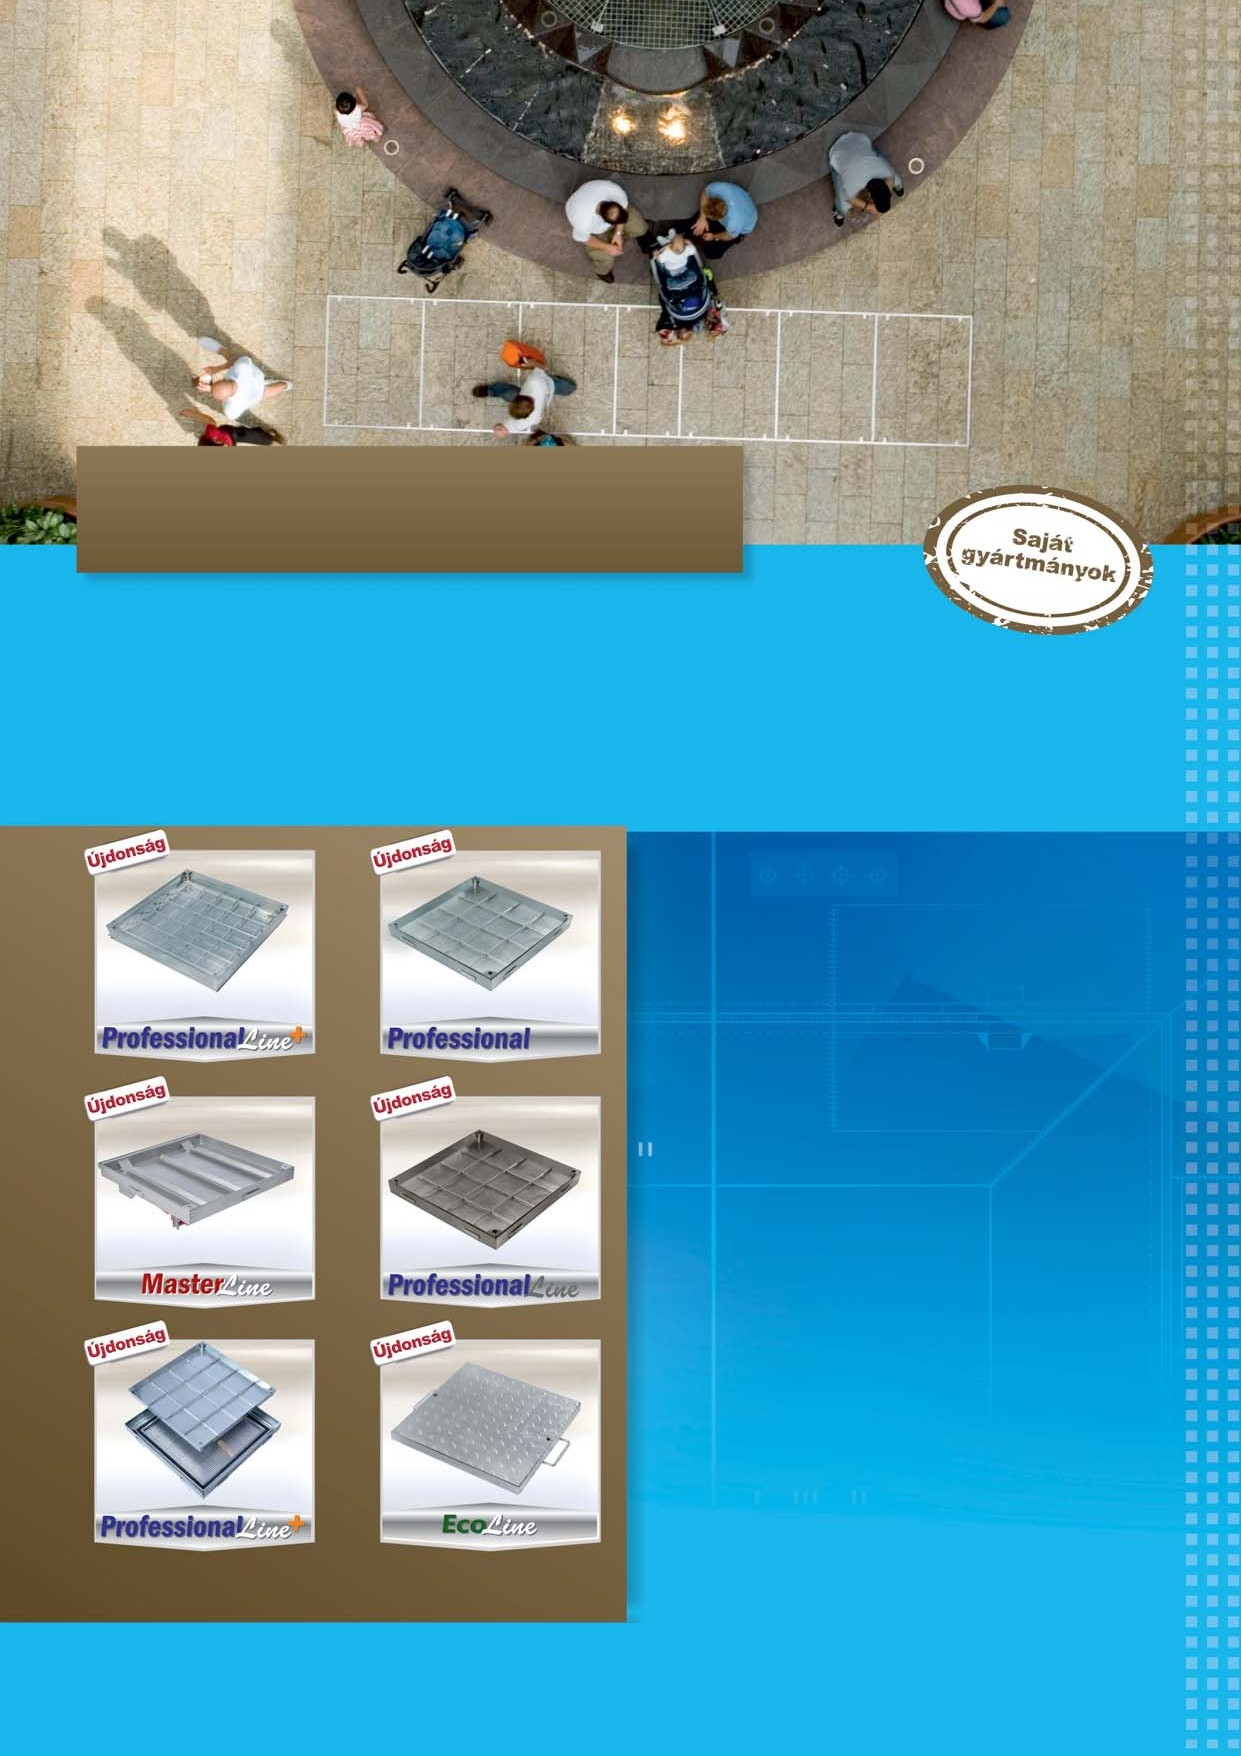 Saját
gyártmányok
Újdonság
Újdonság
ProfessionalLine+
Professional
Újdonság
Újdonság
MasterLine
ProfessionalLine
Újdonság
Újdonság
ProfessionalLine+
EcoLine